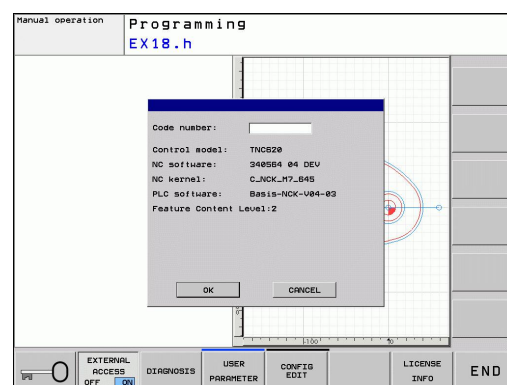 Manual operation
Programming
EX18.h
Code number:
Control model: TNC620
NC software: 340564 04 DEV
NC kernel: C_NCK_M7_645
PLC software: Basis-NCK-V04-03
Feature Content Level:2
OK
CANCEL
100
EXTERNAL ACCESS
OFF ON
DIAGNOSIS
USER PARAMETER
CONFIG EDIT
LICENSE INFO
END